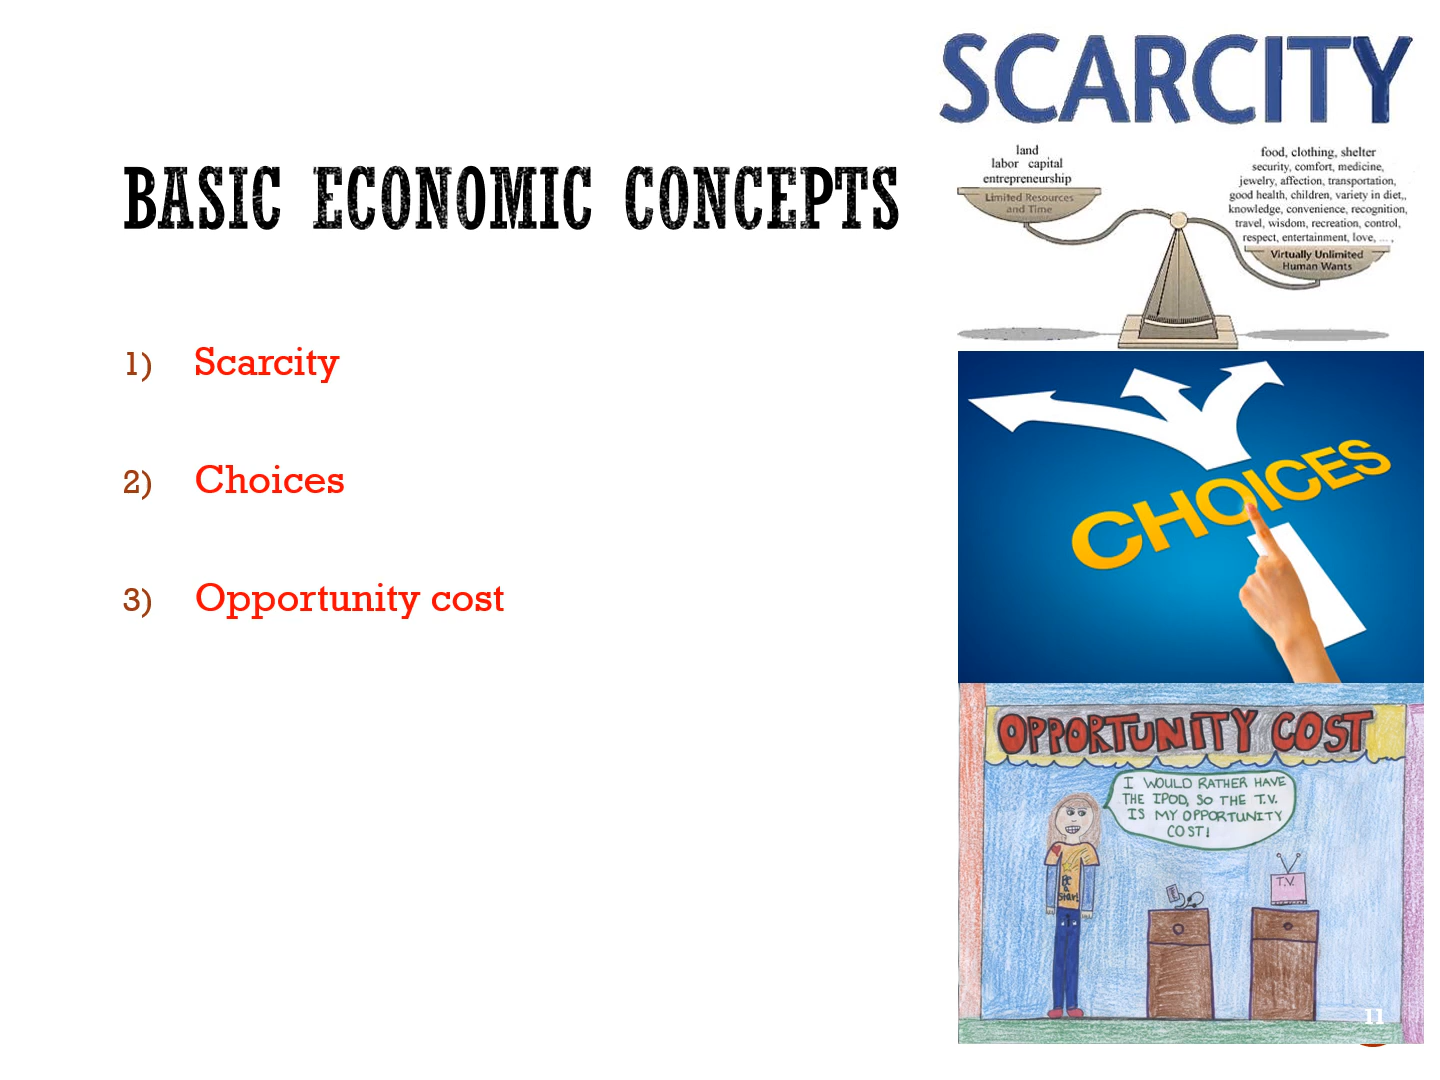 BASIC ECONOMIC CONCEPTS
1) Scarcity
2) Choices
3) Opportunity cost
SCARCITY
land
labor capital
entrepreneurship
Limited Resources
and Time
food, clothing, shelter
security, comfort, medicine,
jewelry, affection, transportation,
good health, children, variety in diet,,
knowledge, convenience, recognition,
travel, wisdom, recreation, control,
respect, entertainment, love, ... ,
Virtually Unlimited
Human Wants
CHOICES
OPPORTUNITY COST
I WOULD RATHER HAVE
THE IPOD, SO THE T.V.
IS MY OPPORTUNITY
COST!
Be
a
star!
T.V.
11